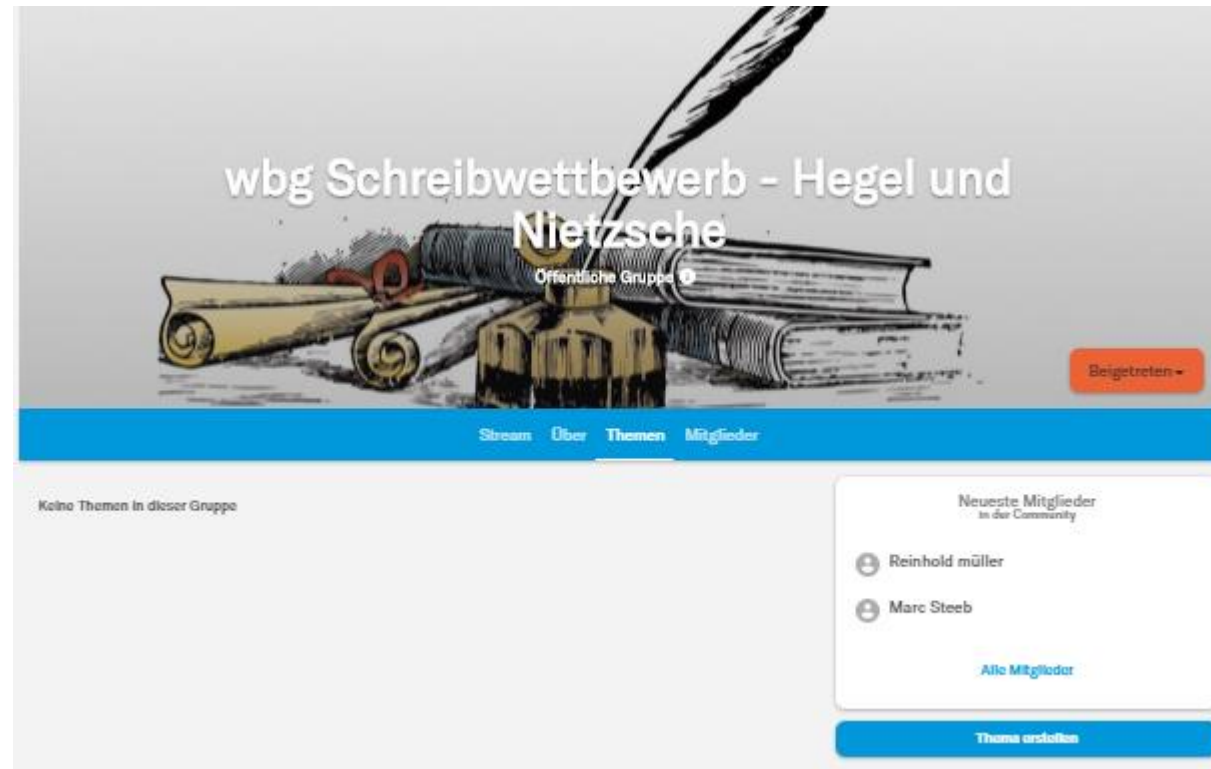 wbg Schreibwettbewerb - Hegel und
Nietzsche
Öffentliche Gruppe
Beigetreten
Stream Über Themen Mitglieder
Keine Themen in dieser Gruppe
Neueste Mitglieder
in der Community
Reinhold müller
Marc Steeb
Alle Mitglieder
Thema erstellen